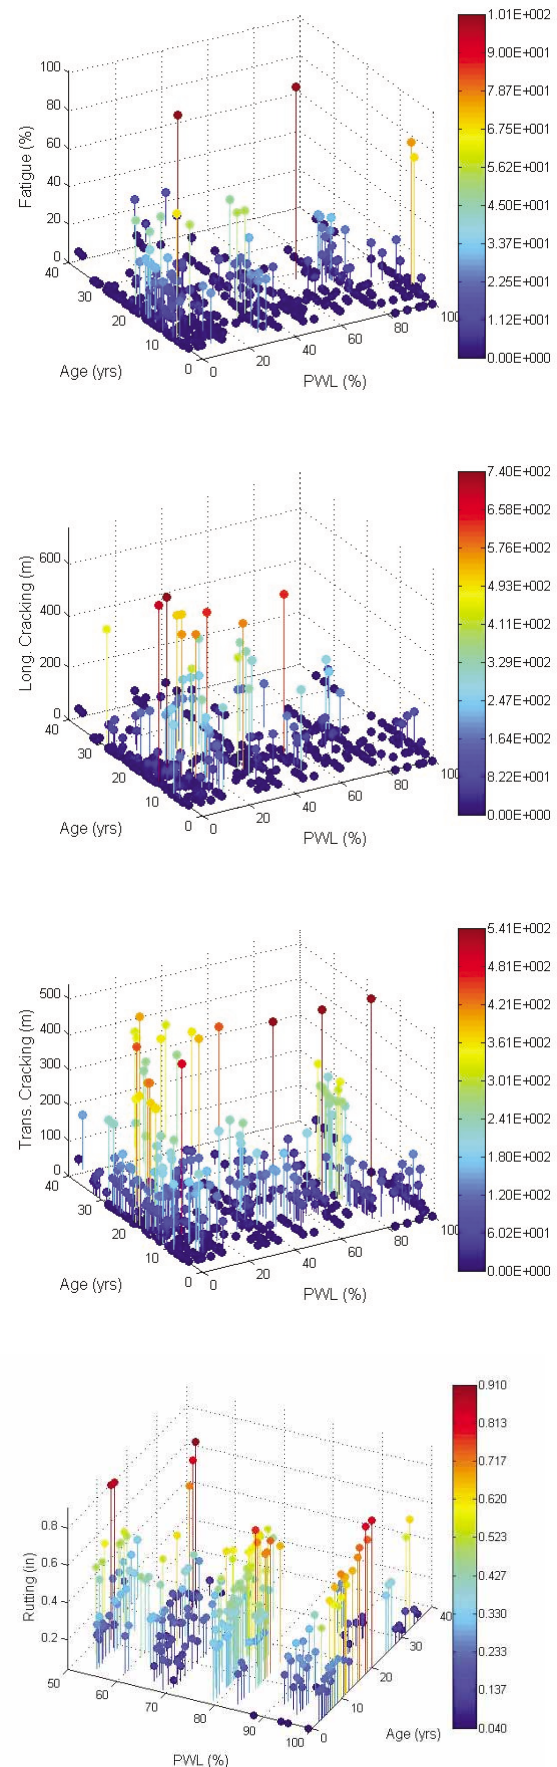 1.01E+002
9.00E+001
7.87E+001
6.75E+001
5.62E+001
4.50E+001
3.37E+001
2.25E+001
1.12E+001
0.00E+000
100
80
60
40
20
0
Fatigue (%)
40
30
20
10
0
Age (yrs)
0
20
40
60
80
100
PWL (%)
7.40E+002
6.58E+002
5.76E+002
4.93E+002
4.11E+002
3.29E+002
2.47E+002
1.64E+002
8.22E+001
0.00E+000
600
400
200
0
Long. Cracking (m)
40
30
20
10
0
Age (yrs)
0
20
40
60
80
100
PWL (%)
5.41E+002
4.81E+002
4.21E+002
3.61E+002
3.01E+002
2.41E+002
1.80E+002
1.20E+002
6.02E+001
0.00E+000
500
400
300
200
100
0
Trans. Cracking (m)
40
30
20
10
0
Age (yrs)
0
20
40
60
80
100
PWL (%)
0.910
0.813
0.717
0.620
0.523
0.427
0.330
0.233
0.137
0.040
0.8
0.6
0.4
0.2
Rutting (in)
50
60
70
80
90
100
PWL (%)
0
10
20
30
40
Age (yrs)